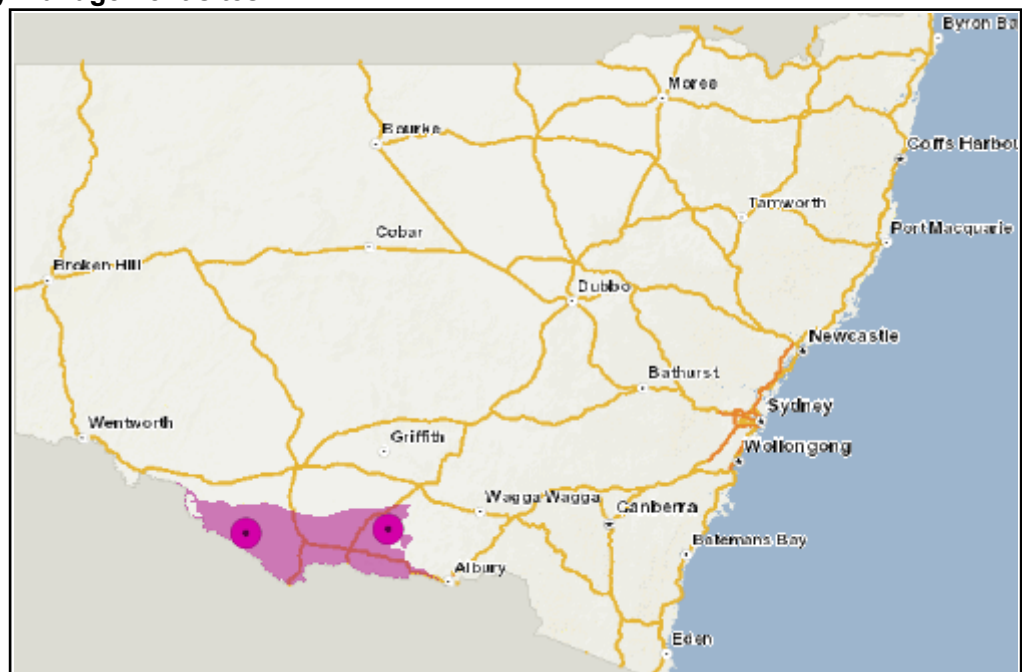 Byron Ba
Moree
Bourke
Coffs Harbou
Tamworth
Port Macquarie
Cobar
Broken Hill
Dubbo
Newcastle
Bathurst
Sydney
Wentworth
Griffith
Wollongong
Wagga Wagga
Canberra
Batemans Bay
Albury
Eden